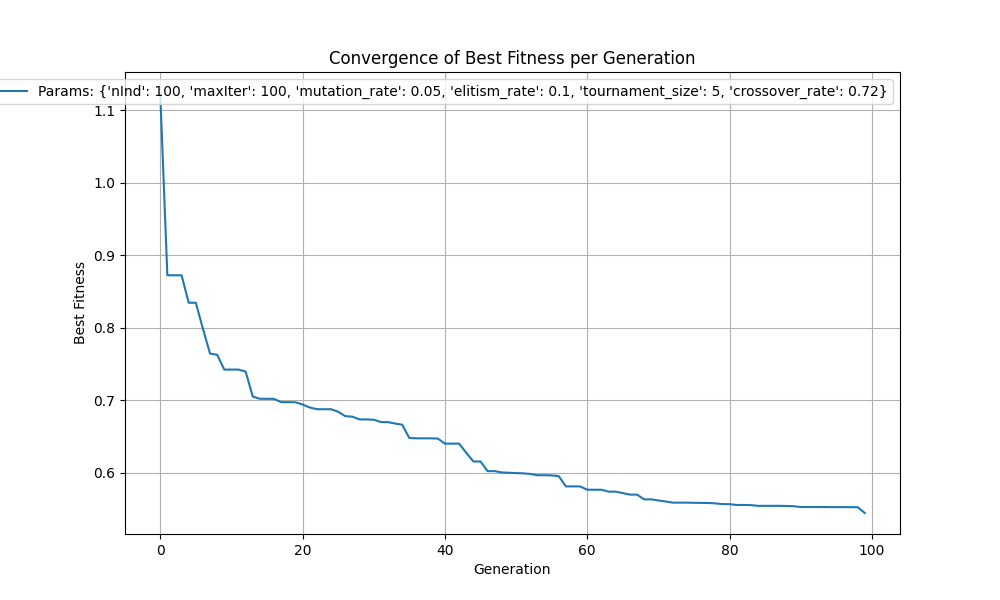 Convergence of Best Fitness per Generation
Params: {'nInd': 100, 'maxIter': 100, 'mutation_rate': 0.05, 'elitism_rate': 0.1, 'tournament_size': 5, 'crossover_rate': 0.72}
1.1
1.0
0.9
0.8
0.7
0.6
Best Fitness
0 20 40 60 80 100
Generation